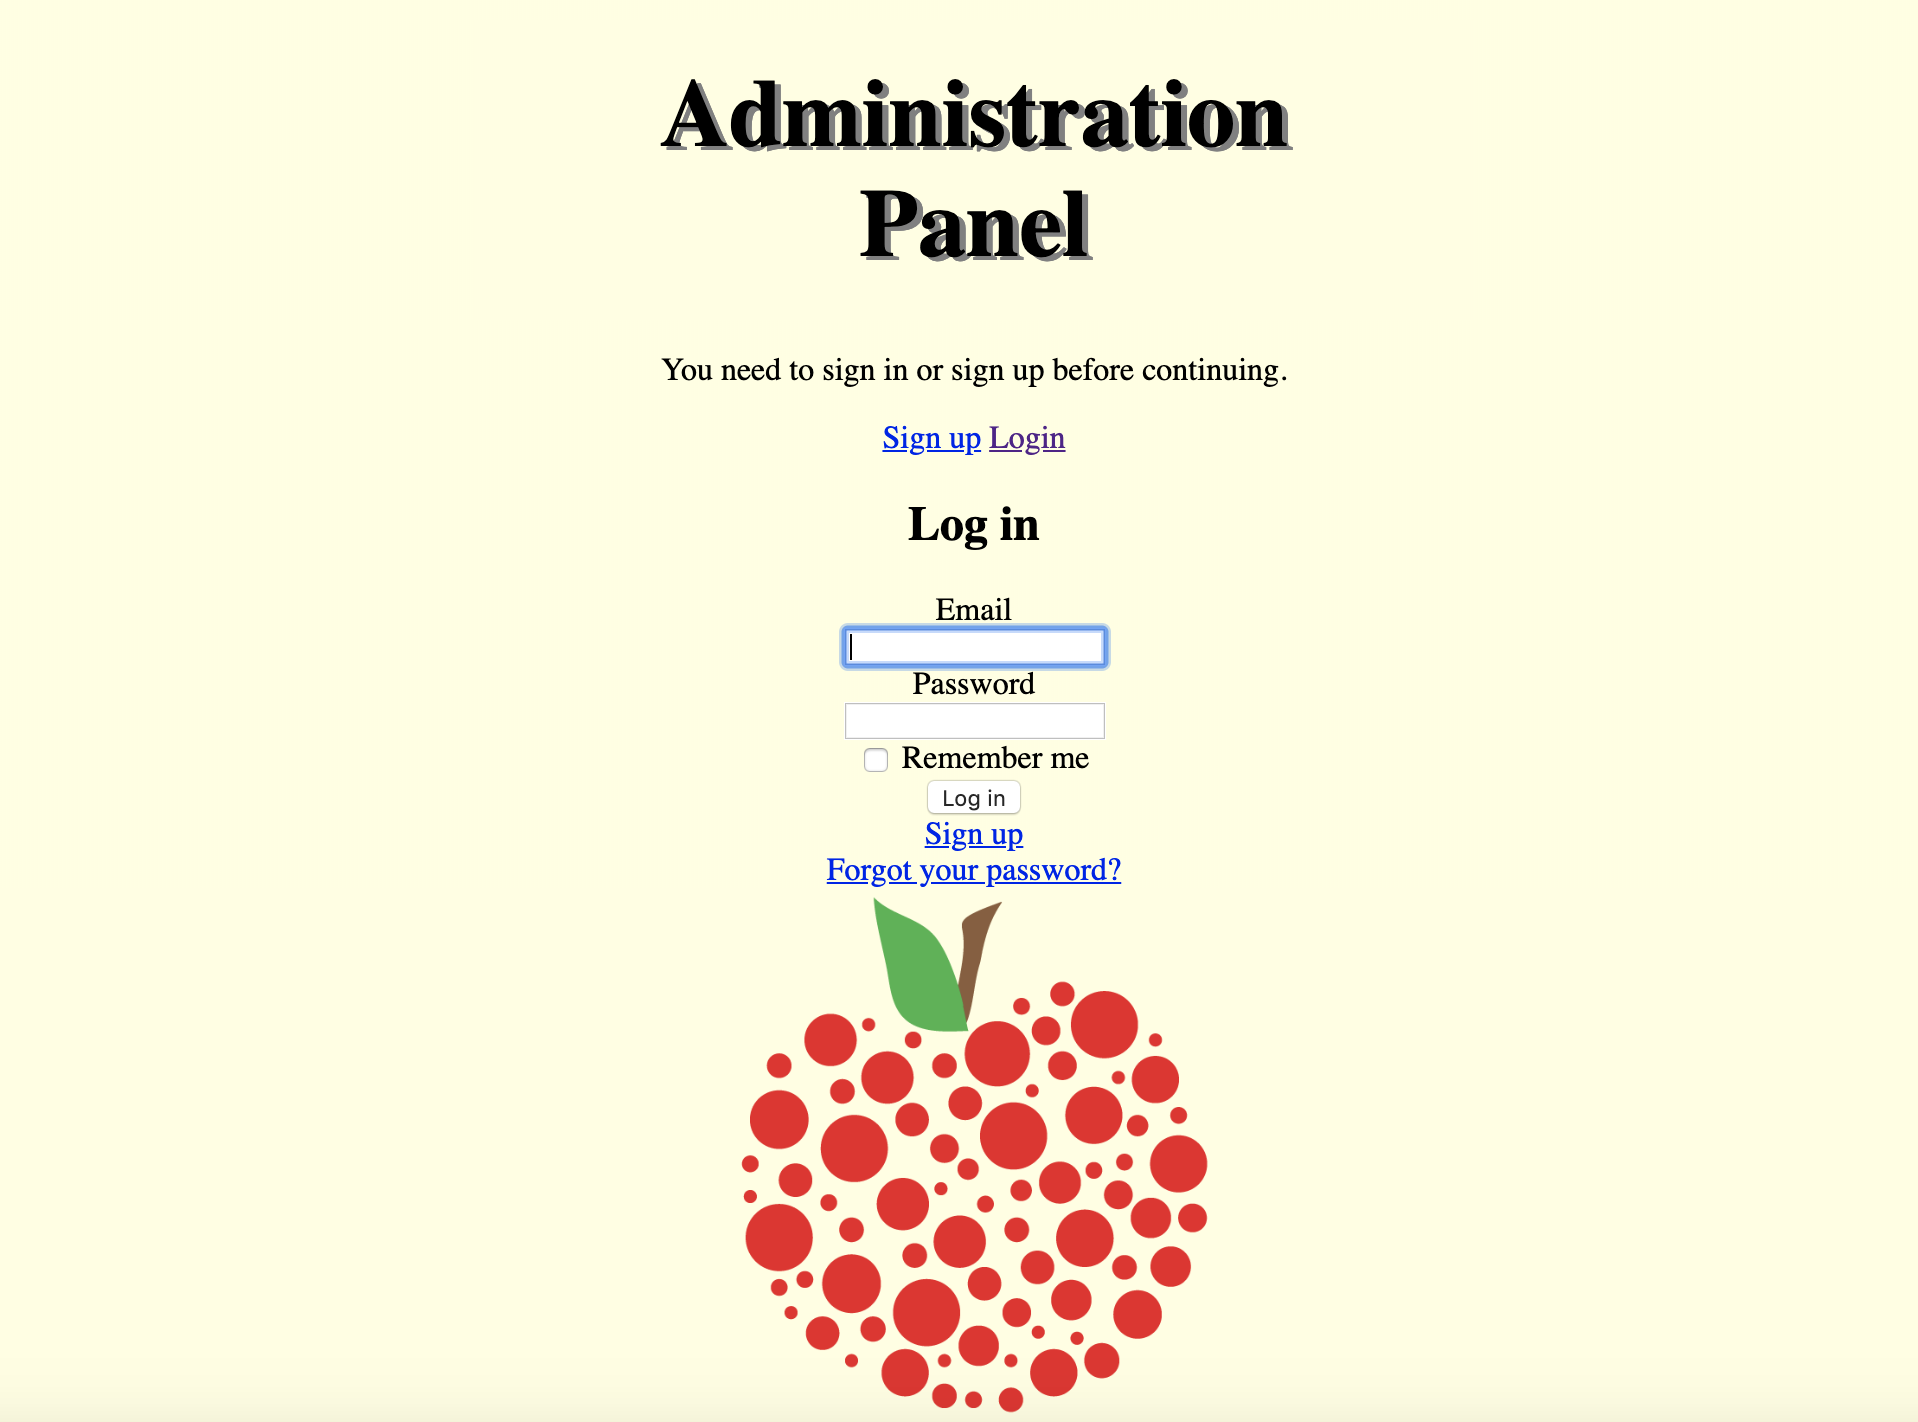 Administration
Panel
You need to sign in or sign up before continuing.
Sign up Login
Log in
Email
Password
Remember me
Log in
Sign up
Forgot your password?